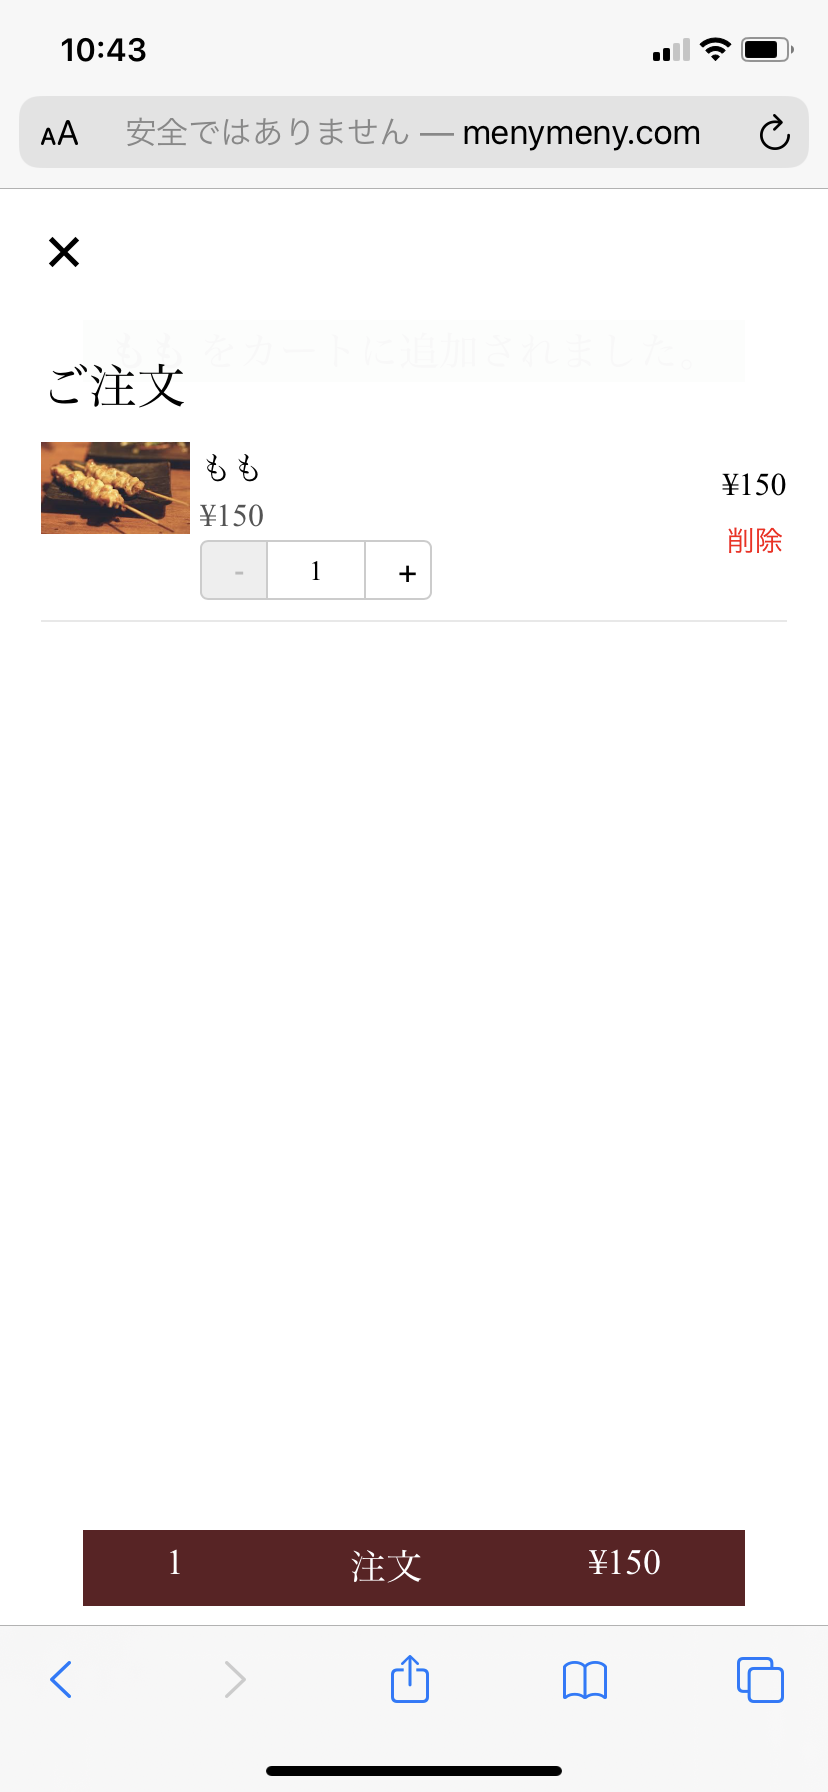 10:43
AA 安全ではありません — menymeny.com
もも をカートに追加されました。
ご注文
もも
¥150
¥150
削除
- 1 +
1 注文 ¥150